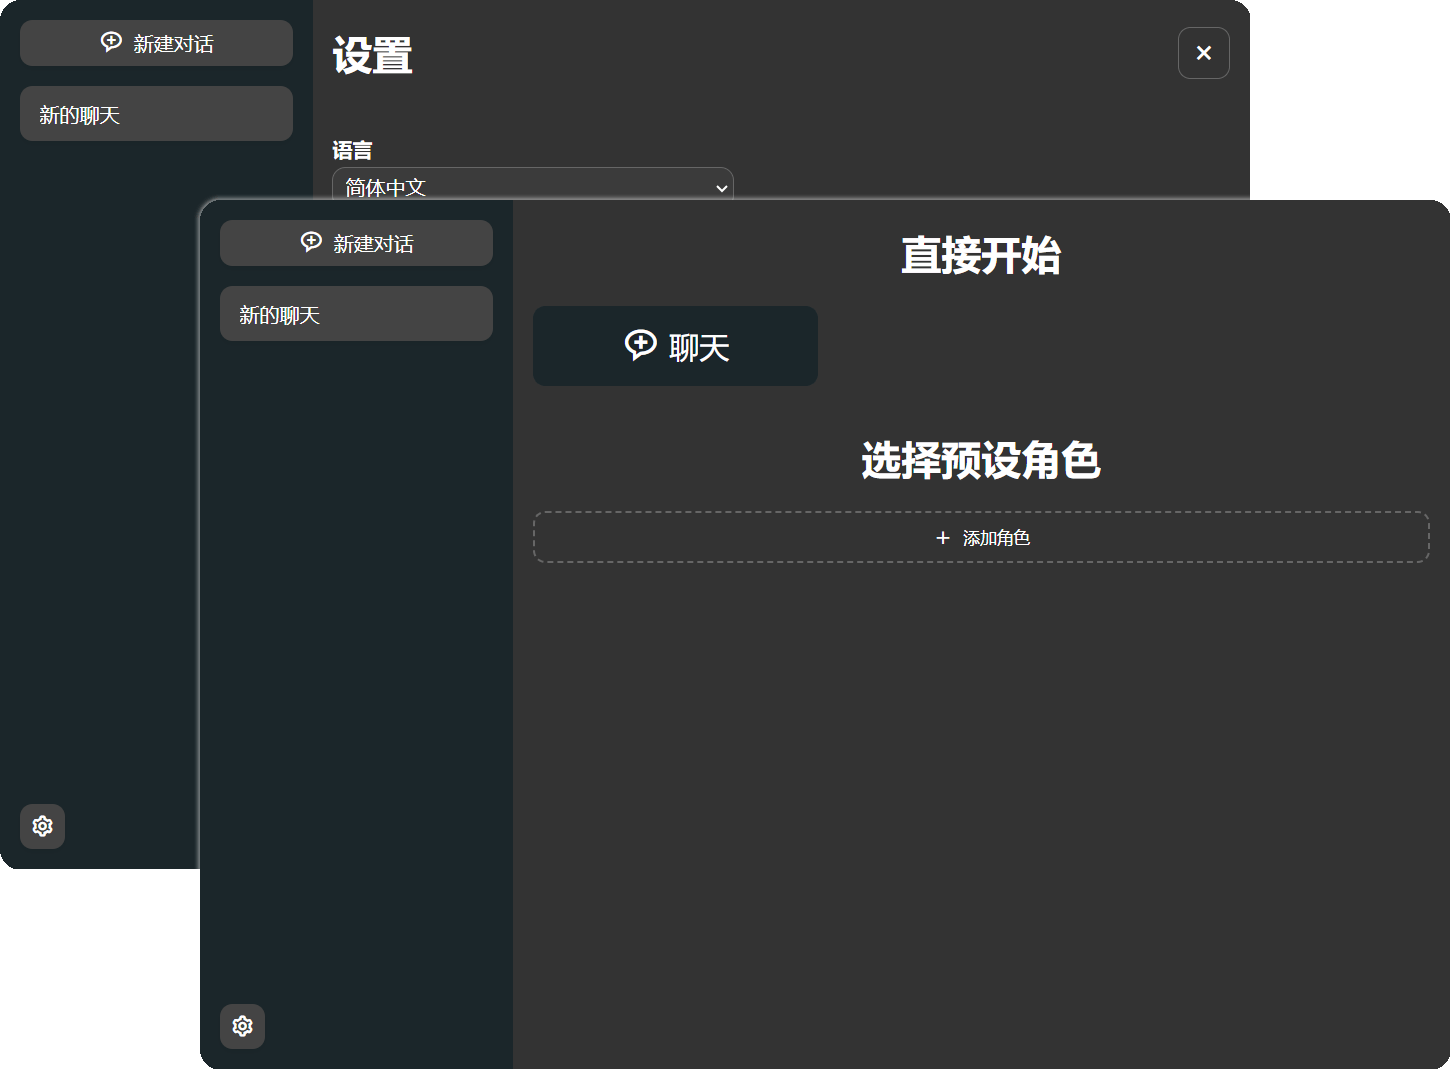 新建对话
新的聊天
设置
语言
简体中文
新建对话
新的聊天
直接开始
聊天
选择预设角色
添加角色